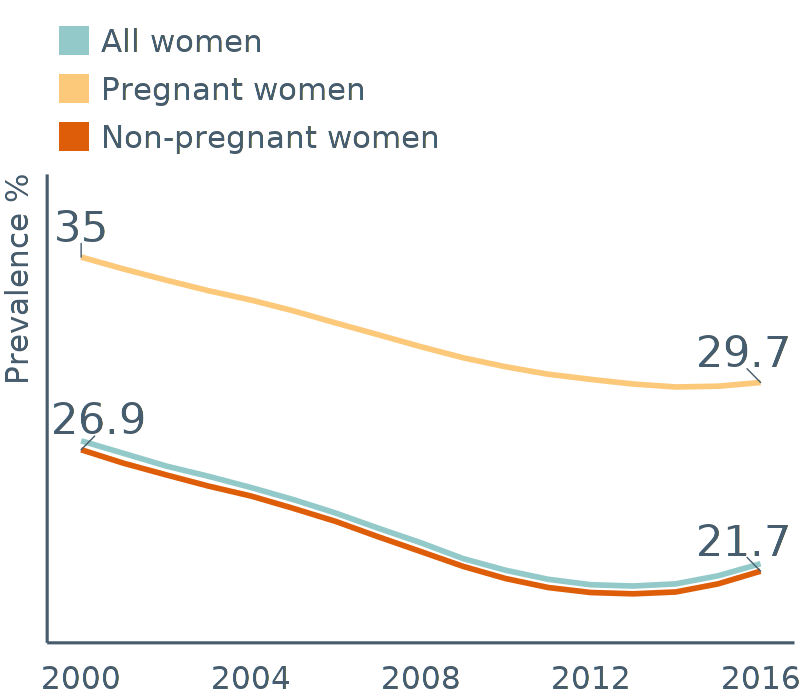 All women
Pregnant women
Non-pregnant women
Prevalence %
35
29.7
26.9
21.7
2000 2004 2008 2012 2016